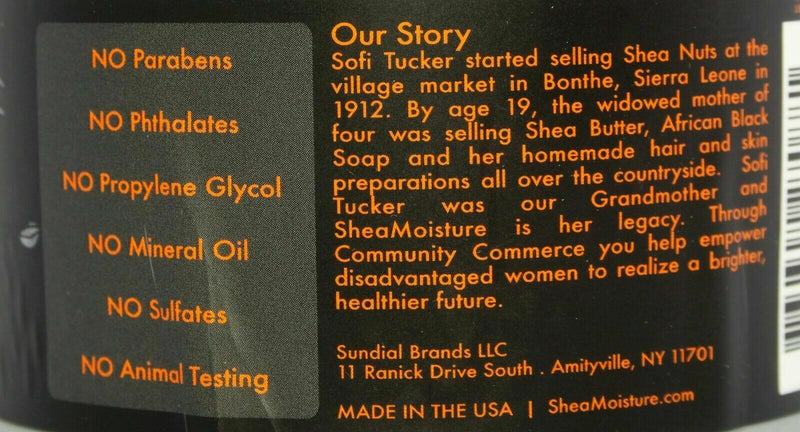 NO Parabens
NO Phthalates
NO Propylene Glycol
NO Mineral Oil
NO Sulfates
NO Animal Testing
Our Story
Sofi Tucker started selling Shea Nuts at the
village market in Bonthe, Sierra Leone in
1912. By age 19, the widowed mother of
four was selling Shea Butter, African Black
Soap and her homemade hair and skin
preparations all over the countryside. Sofi
Tucker was our Grandmother and
SheaMoisture is her legacy. Through
Community Commerce you help empower
disadvantaged women to realize a brighter,
healthier future.
Sundial Brands LLC
11 Ranick Drive South . Amityville, NY 11701
MADE IN THE USA | SheaMoisture.com